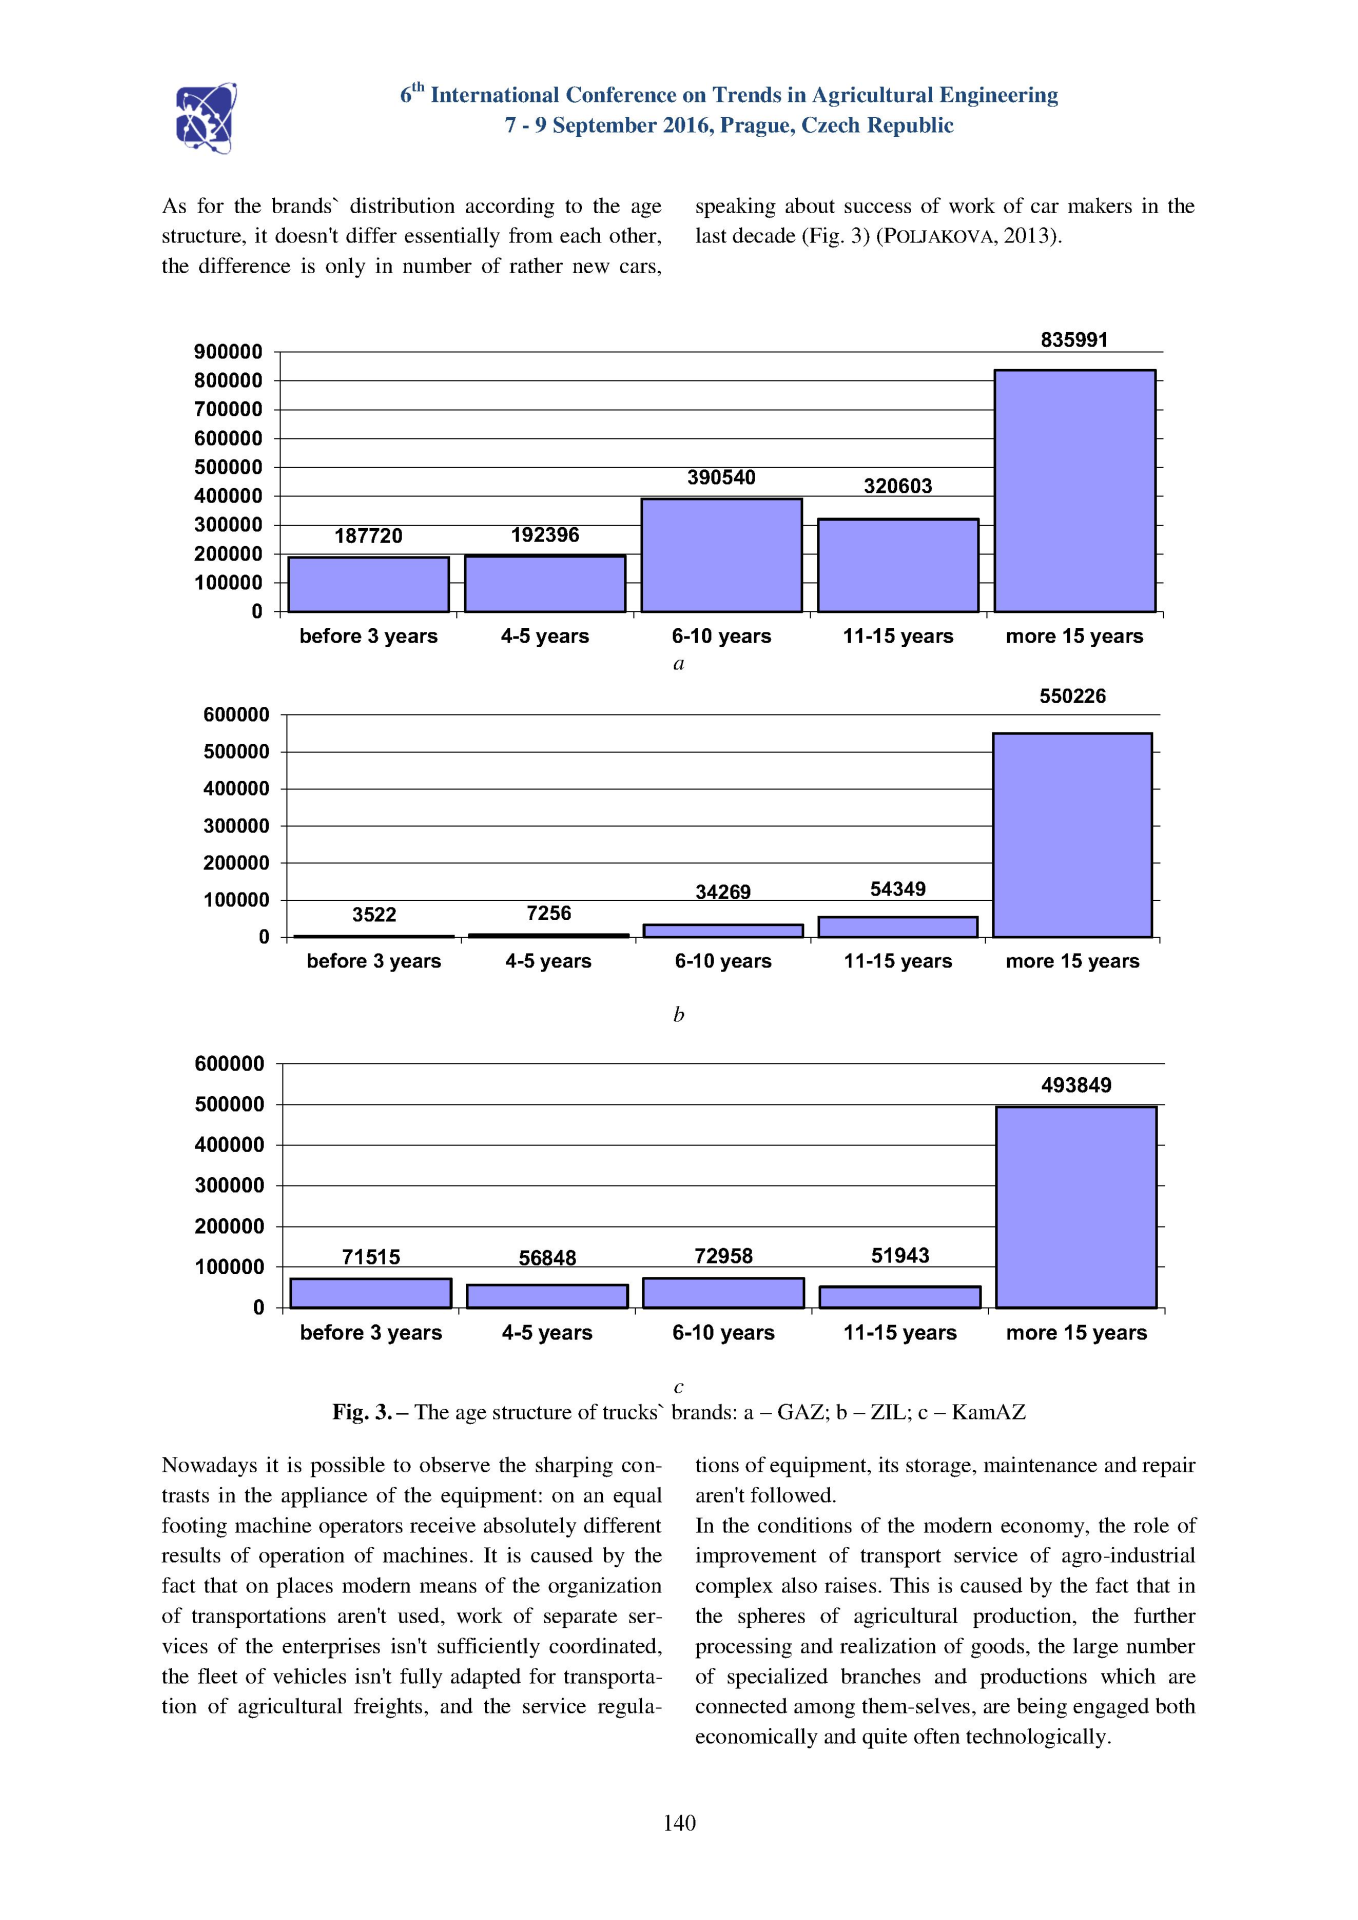 6th International Conference on Trends in Agricultural Engineering
7 - 9 September 2016, Prague, Czech Republic
As for the brands` distribution according to the age
structure, it doesn't differ essentially from each other,
the difference is only in number of rather new cars,
speaking about success of work of car makers in the
last decade (Fig. 3) (POLJAKOVA, 2013).
835991
900000
800000
700000
600000
500000
400000
300000
200000
100000
0
187720
192396
390540
320603
before 3 years
4-5 years
6-10 years
11-15 years
more 15 years
a
550226
600000
500000
400000
300000
200000
100000
0
3522
7256
34269
54349
before 3 years
4-5 years
6-10 years
11-15 years
more 15 years
b
600000
500000
400000
300000
200000
100000
0
71515
56848
72958
51943
493849
before 3 years
4-5 years
6-10 years
11-15 years
more 15 years
c
Fig. 3. – The age structure of trucks` brands: a – GAZ; b – ZIL; c – KamAZ
Nowadays it is possible to observe the sharping con-
trasts in the appliance of the equipment: on an equal
footing machine operators receive absolutely different
results of operation of machines. It is caused by the
fact that on places modern means of the organization
of transportations aren't used, work of separate ser-
vices of the enterprises isn't sufficiently coordinated,
the fleet of vehicles isn't fully adapted for transporta-
tion of agricultural freights, and the service regula-
tions of equipment, its storage, maintenance and repair
aren't followed.
In the conditions of the modern economy, the role of
improvement of transport service of agro-industrial
complex also raises. This is caused by the fact that in
the spheres of agricultural production, the further
processing and realization of goods, the large number
of specialized branches and productions which are
connected among them-selves, are being engaged both
economically and quite often technologically.
140